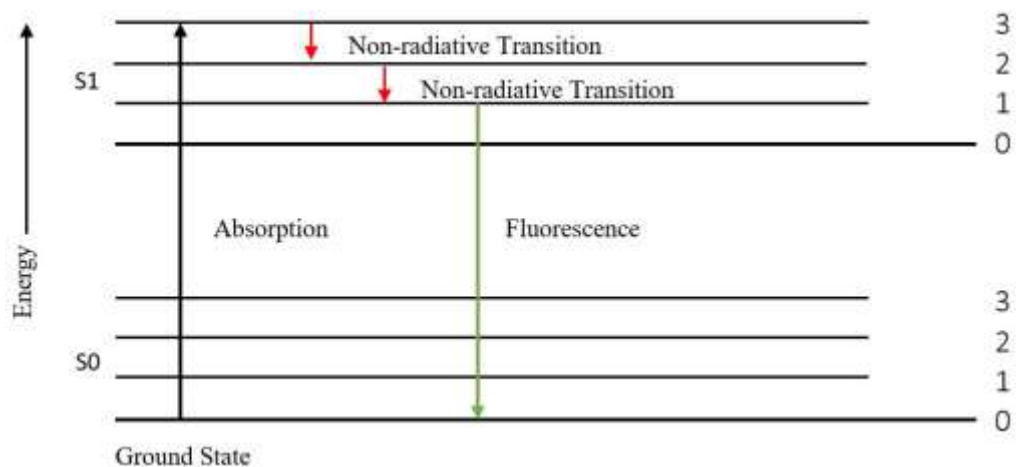 3
Non-radiative Transition
2
S1
Non-radiative Transition
1
0
Absorption
Fluorescence
Energy
3
2
S0
1
0
Ground State